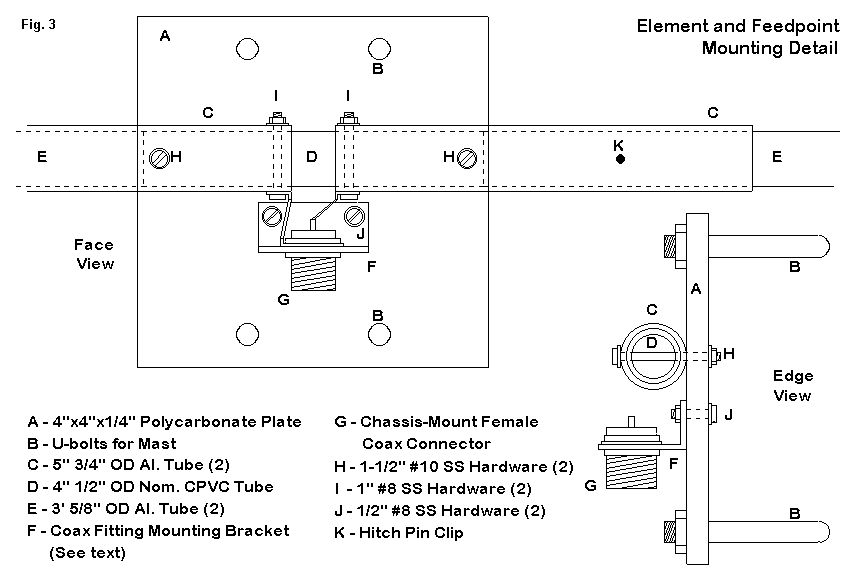 Fig. 3
Element and Feedpoint
Mounting Detail
A
B
I
I
C
C
E
H
D
H
K
E
J
Face
View
F
G
B
B
A
C
D
H
Edge
View
J
F
G
B
A - 4"x4"x1/4" Polycarbonate Plate
B - U-bolts for Mast
C - 5" 3/4" OD Al. Tube (2)
D - 4" 1/2" OD Nom. CPVC Tube
E - 3' 5/8" OD Al. Tube (2)
F - Coax Fitting Mounting Bracket
(See text)
G - Chassis-Mount Female
Coax Connector
H - 1-1/2" #10 SS Hardware (2)
I - 1" #8 SS Hardware (2)
J - 1/2" #8 SS Hardware (2)
K - Hitch Pin Clip